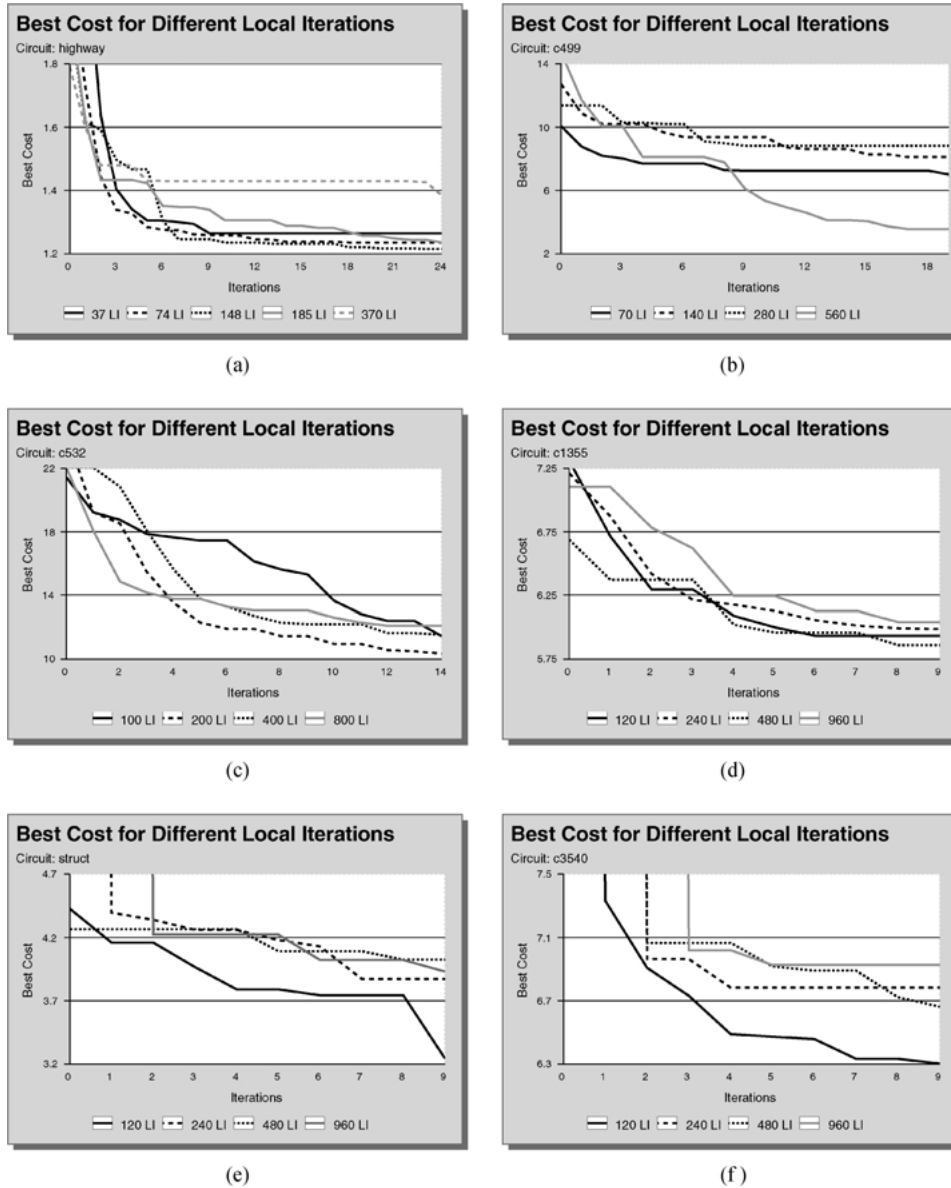 Best Cost for Different Local Iterations
Circuit: highway
1.8
1.6
1.4
1.2
Best Cost
0 3 6 9 12 15 18 21 24
Iterations
37 LI 74 LI 148 LI 185 LI 370 LI
(a)
Best Cost for Different Local Iterations
Circuit: c499
14
10
6
2
Best Cost
0 3 6 9 12 15 18
Iterations
70 LI 140 LI 280 LI 560 LI
(b)
Best Cost for Different Local Iterations
Circuit: c532
22
18
14
10
Best Cost
0 2 4 6 8 10 12 14
Iterations
100 LI 200 LI 400 LI 800 LI
(c)
Best Cost for Different Local Iterations
Circuit: c1355
7.25
6.75
6.25
5.75
Best Cost
0 1 2 3 4 5 6 7 8 9
Iterations
120 LI 240 LI 480 LI 960 LI
(d)
Best Cost for Different Local Iterations
Circuit: struct
4.7
4.2
3.7
3.2
Best Cost
0 1 2 3 4 5 6 7 8 9
Iterations
120 LI 240 LI 480 LI 960 LI
(e)
Best Cost for Different Local Iterations
Circuit: c3540
7.5
7.1
6.7
6.3
Best Cost
0 1 2 3 4 5 6 7 8 9
Iterations
120 LI 240 LI 480 LI 960 LI
(f)